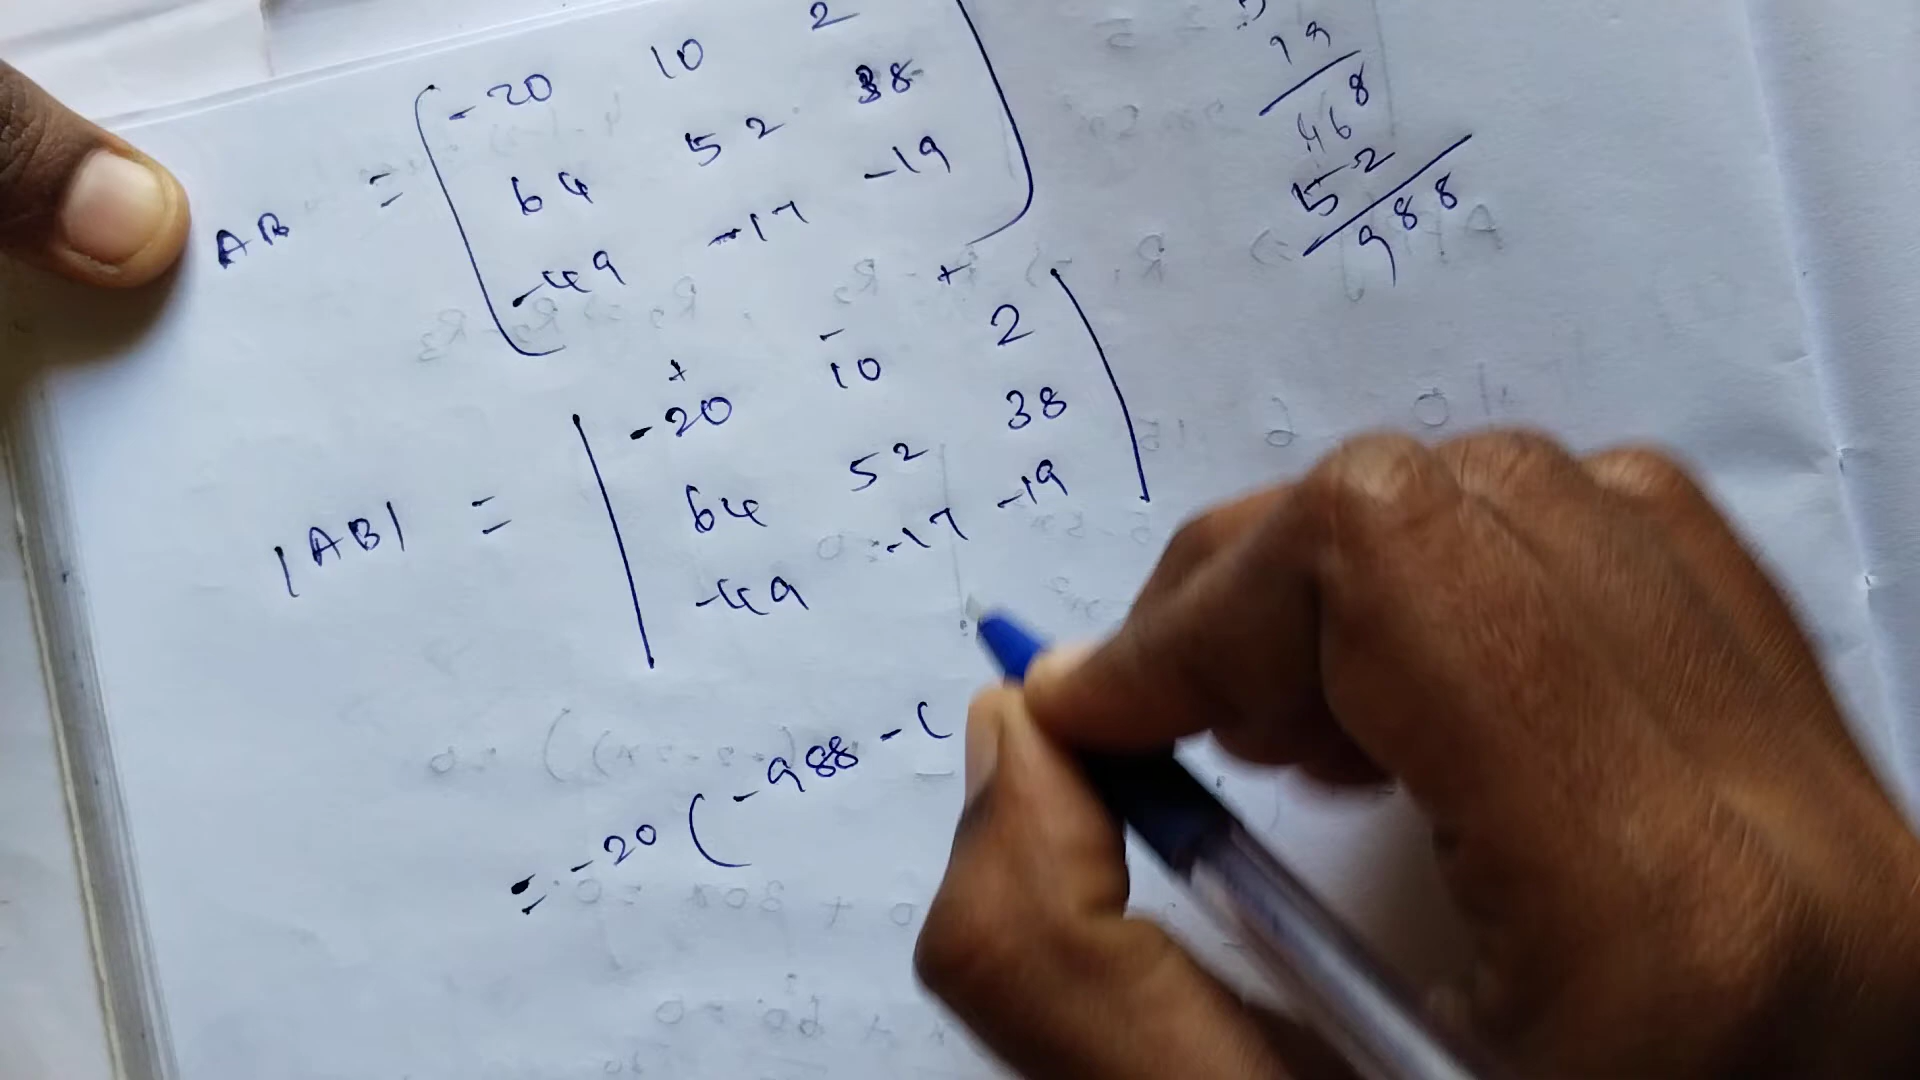 -20 10 2
AB = 64 52 38
-49 -17 -19
+ - +
-20 10 2
|AB| = 64 52 38
-49 -17 -19
= -20 ( -988 - (
19
468
52
988